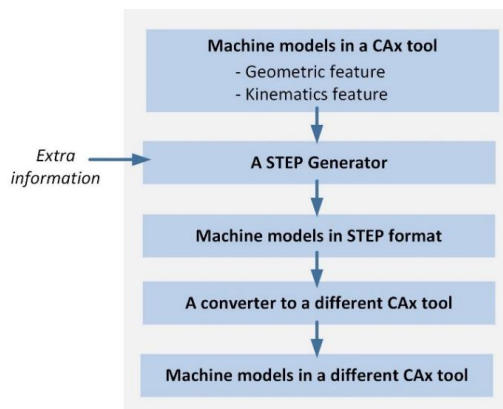 Machine models in a CAx tool
- Geometric feature
- Kinematics feature
Extra
information
A STEP Generator
Machine models in STEP format
A converter to a different CAx tool
Machine models in a different CAx tool